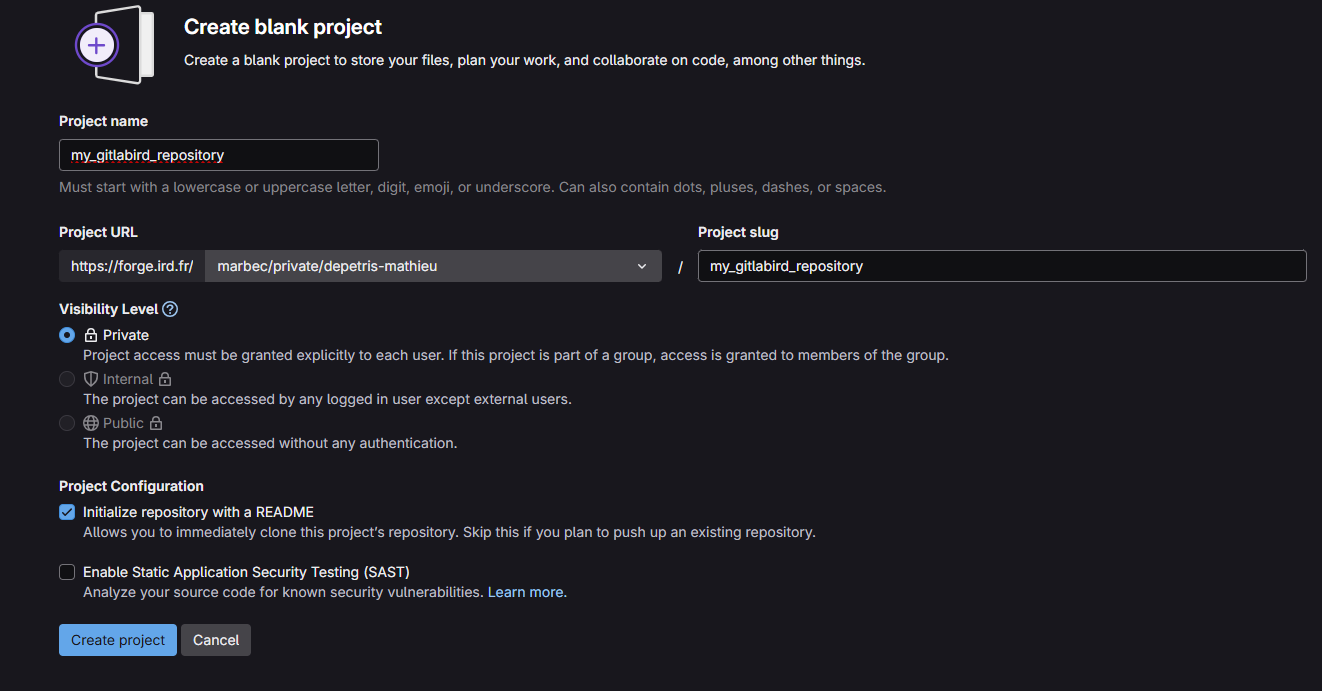 Create blank project
Create a blank project to store your files, plan your work, and collaborate on code, among other things.
Project name
my_gitlabird_repository
Must start with a lowercase or uppercase letter, digit, emoji, or underscore. Can also contain dots, pluses, dashes, or spaces.
Project URL
https://forge.ird.fr/ marbec/private/depetris-mathieu /
Project slug
my_gitlabird_repository
Visibility Level
Private
Project access must be granted explicitly to each user. If this project is part of a group, access is granted to members of the group.
Internal
The project can be accessed by any logged in user except external users.
Public
The project can be accessed without any authentication.
Project Configuration
Initialize repository with a README
Allows you to immediately clone this project's repository. Skip this if you plan to push up an existing repository.
Enable Static Application Security Testing (SAST)
Analyze your source code for known security vulnerabilities. Learn more.
Create project Cancel